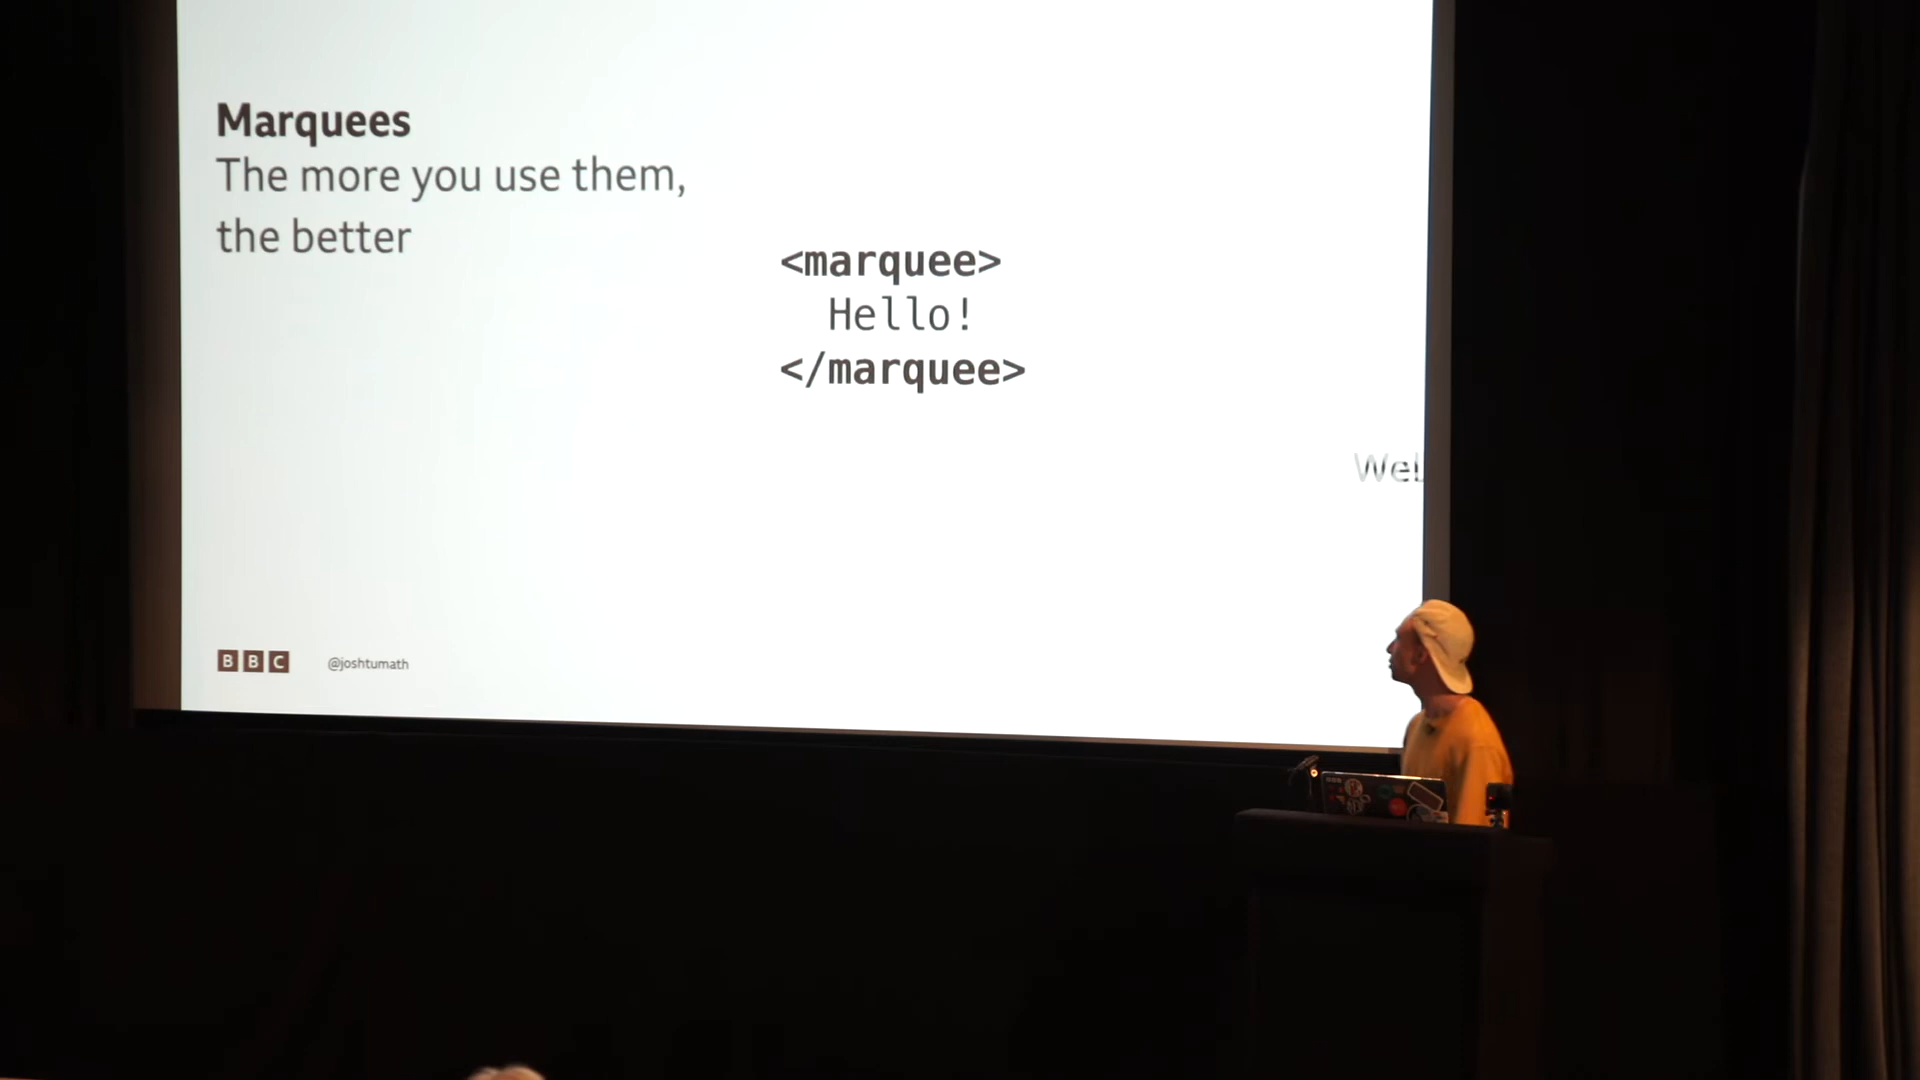 Marquees
The more you use them,
the better
<marquee>
Hello!
</marquee>
BBC @joshtumath